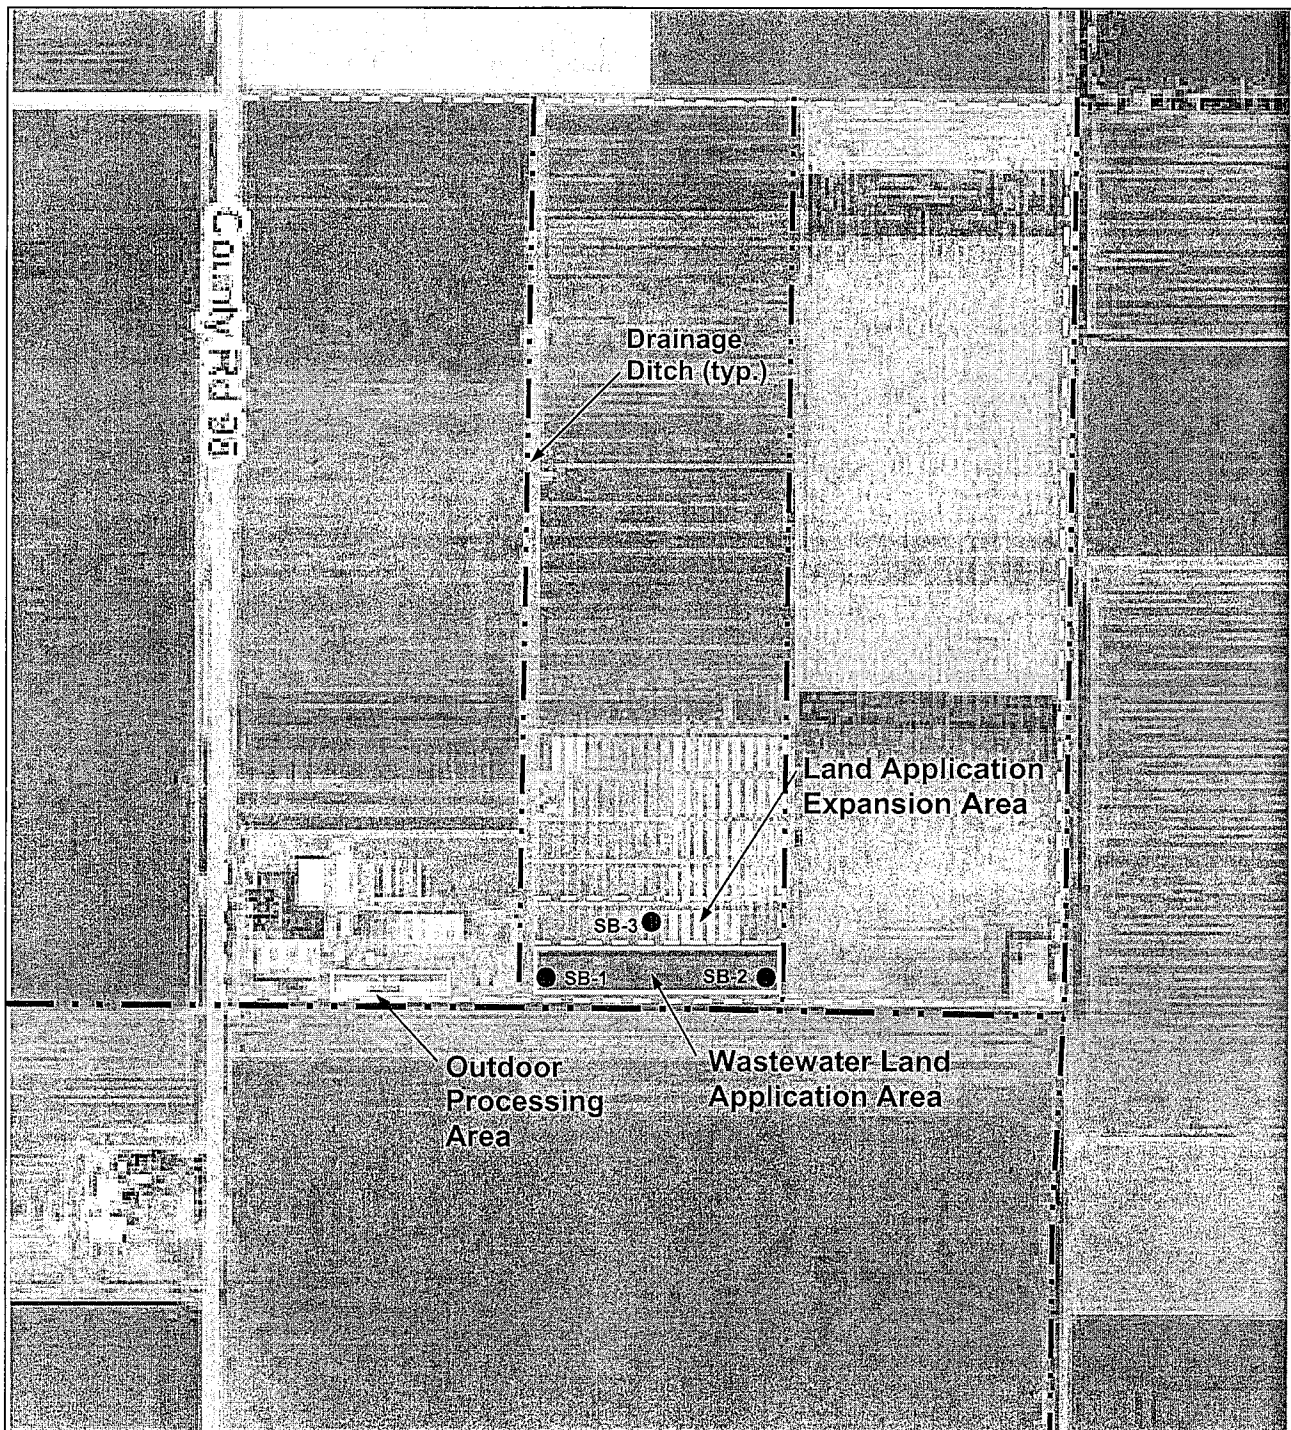 County Rd
Drainage
Ditch (typ.)
Land Application
Expansion Area
SB-3
SB-1
SB-2
Outdoor
Processing
Area
Wastewater Land
Application Area